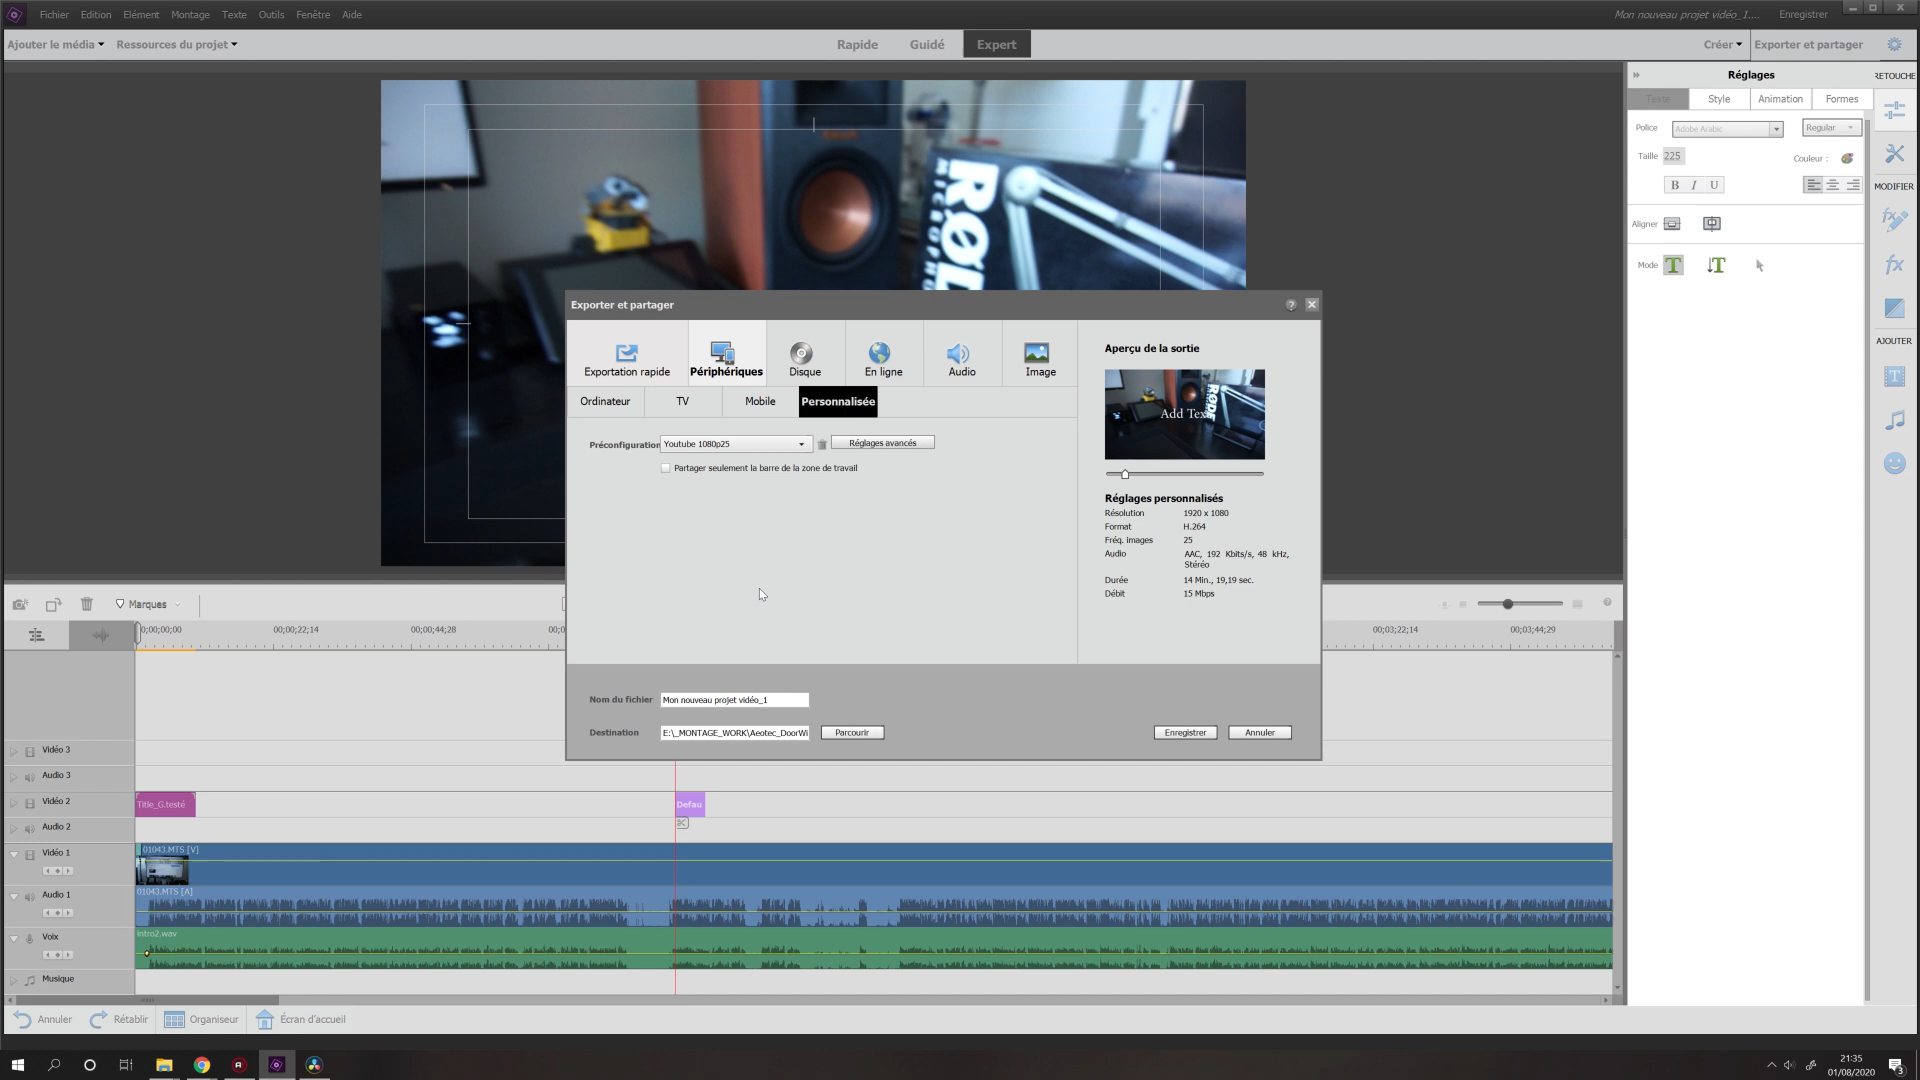 Fichier Edition Elément Montage Texte Outils Fenêtre Aide
Mon nouveau projet vidéo_1.... Enregistrer
Ajouter le média Ressources du projet
Rapide Guidé Expert
Créer Exporter et partager
Réglages
RETOUCHE
Texte Style Animation Formes
Police Adobe Arabic Regular
Taille 225 Couleur :
B I U
MODIFIER
Aligner
Mode
AJOUTER
RØDE
MICROPH
Exporter et partager
Exportation rapide Périphériques Disque En ligne Audio Image
Ordinateur TV Mobile Personnalisée
Préconfiguration Youtube 1080p25 Réglages avancés
Partager seulement la barre de la zone de travail
Aperçu de la sortie
Add Tex
RØDE
Réglages personnalisés
Résolution 1920 x 1080
Format H.264
Fréq. images 25
Audio AAC, 192 Kbits/s, 48 kHz,
Stéréo
Durée 14 Min., 19,19 sec.
Débit 15 Mbps
Nom du fichier Mon nouveau projet vidéo_1
Destination E:\_MONTAGE_WORK\Aeotec_DoorWi Parcourir
Enregistrer Annuler
Marques
0;00;00;00 00;00;22;14 00;00;44;28 00;0 00;03;22;14 00;03;44;29
Vidéo 3
Audio 3
Vidéo 2 Title_G.testé Defau
Audio 2
Vidéo 1 01043.MTS [V]
Audio 1 01043.MTS [A]
Voix Intro2.wav
Musique
Annuler Rétablir Organiseur Écran d'accueil
21:35
01/08/2020
3